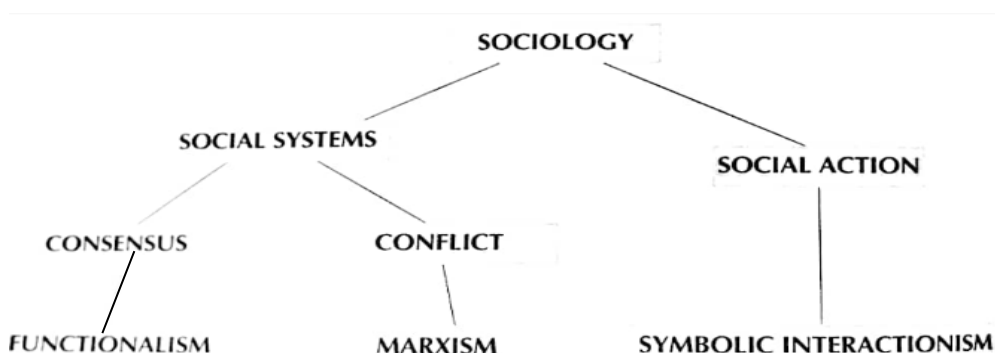 SOCIOLOGY
SOCIAL SYSTEMS
SOCIAL ACTION
CONSENSUS
CONFLICT
FUNCTIONALISM
MARXISM
SYMBOLIC INTERACTIONISM